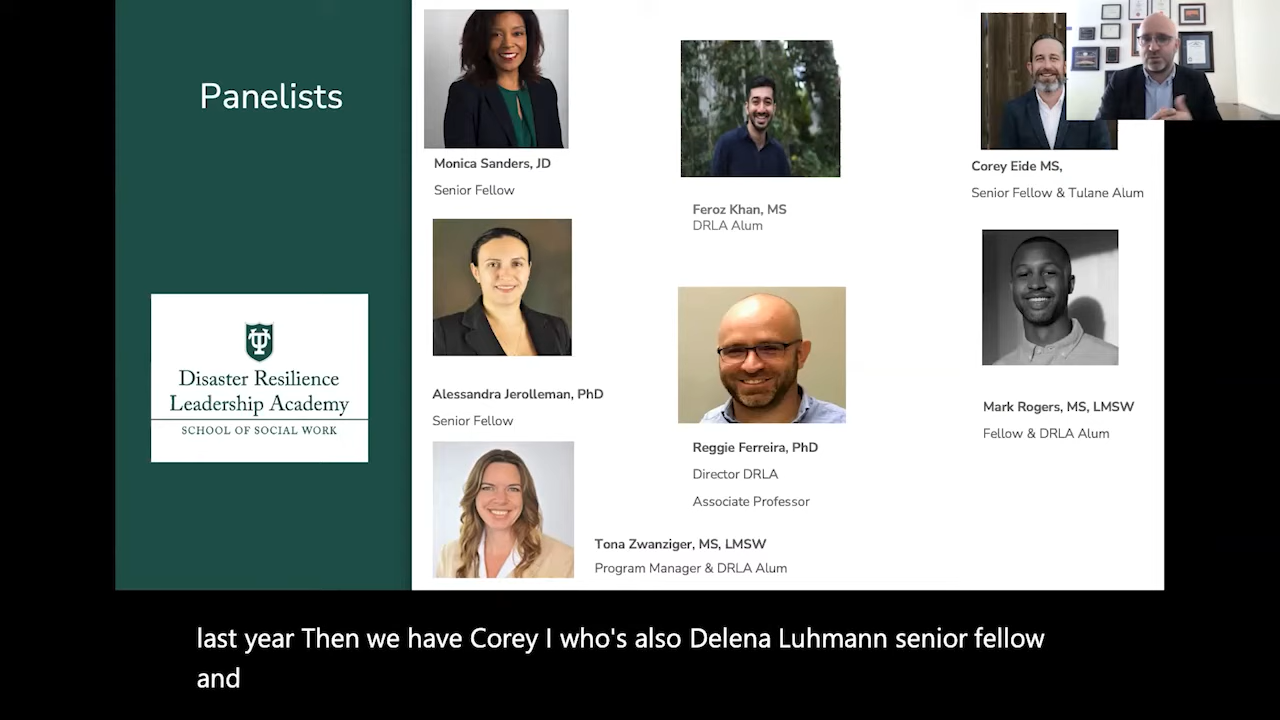 Panelists
Disaster Resilience
Leadership Academy
SCHOOL OF SOCIAL WORK
Monica Sanders, JD
Senior Fellow
Alessandra Jerolleman, PhD
Senior Fellow
Tona Zwanziger, MS, LMSW
Program Manager & DRLA Alum
Feroz Khan, MS
DRLA Alum
Reggie Ferreira, PhD
Director DRLA
Associate Professor
Corey Eide MS,
Senior Fellow & Tulane Alum
Mark Rogers, MS, LMSW
Fellow & DRLA Alum
last year Then we have Corey I who's also Delena Luhmann senior fellow
and